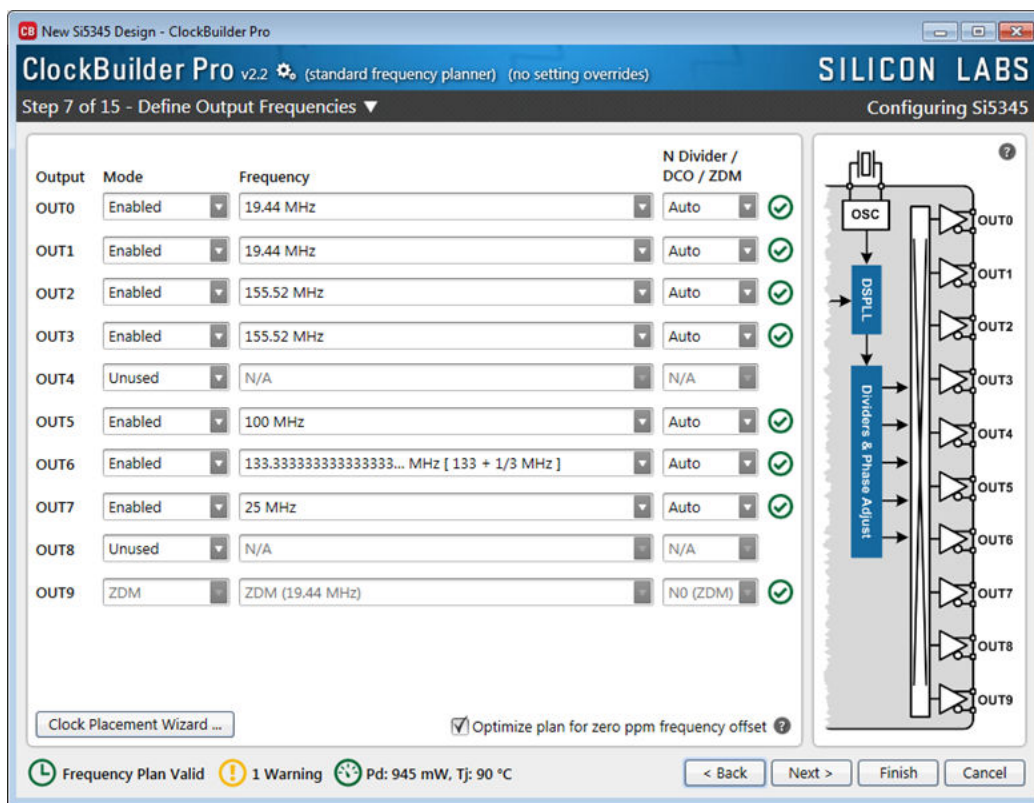 CB New Si5345 Design - ClockBuilder Pro
ClockBuilder Pro v2.2 (standard frequency planner) (no setting overrides) SILICON LABS
Step 7 of 15 - Define Output Frequencies ▼ Configuring Si5345
N Divider /
Output Mode Frequency DCO / ZDM
OUT0 Enabled 19.44 MHz Auto
OUT1 Enabled 19.44 MHz Auto
OUT2 Enabled 155.52 MHz Auto
OUT3 Enabled 155.52 MHz Auto
OUT4 Unused N/A N/A
OUT5 Enabled 100 MHz Auto
OUT6 Enabled 133.333333333333333... MHz [ 133 + 1/3 MHz ] Auto
OUT7 Enabled 25 MHz Auto
OUT8 Unused N/A N/A
OUT9 ZDM ZDM (19.44 MHz) N0 (ZDM)
Clock Placement Wizard ... Optimize plan for zero ppm frequency offset ?
?
OSC
DSPLL
Dividers & Phase Adjust
OUT0
OUT1
OUT2
OUT3
OUT4
OUT5
OUT6
OUT7
OUT8
OUT9
Frequency Plan Valid 1 Warning Pd: 945 mW, Tj: 90 °C < Back Next > Finish Cancel